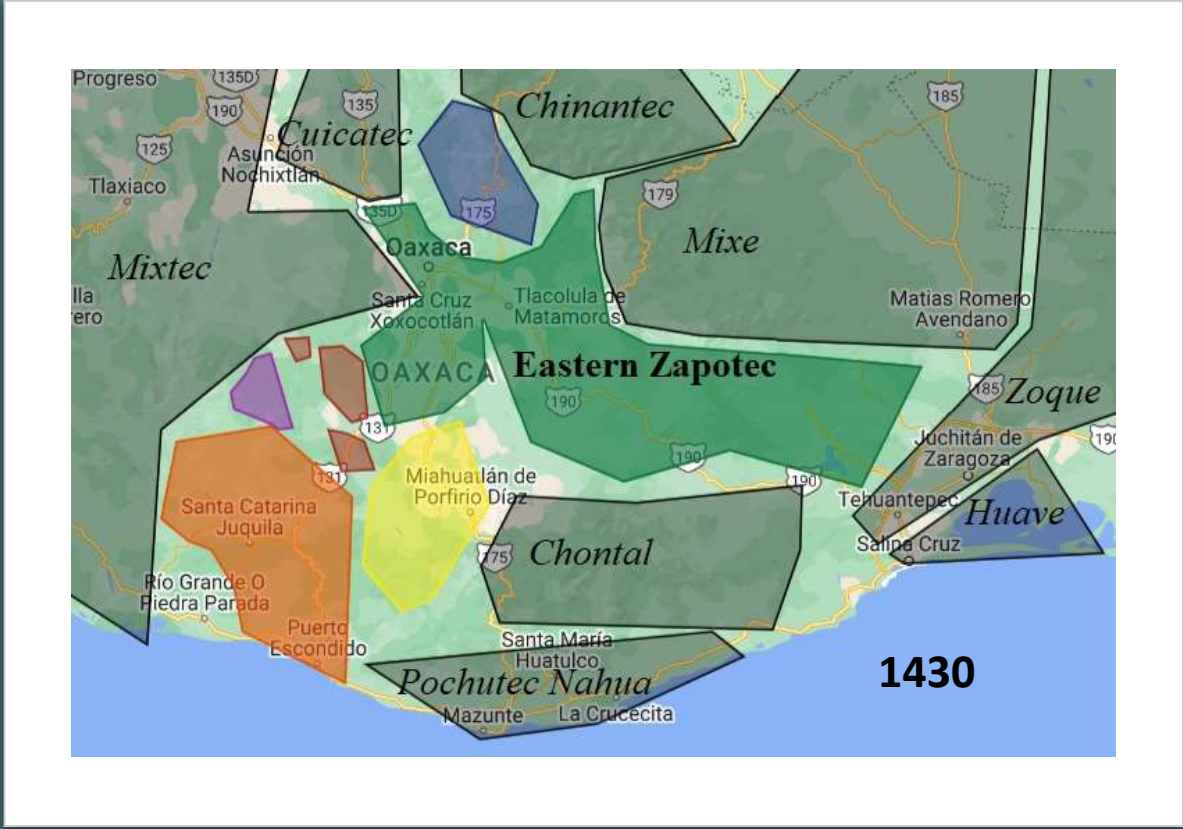 Progreso
135D
190
135
Chinantec
185
Cuicatec
125
Asunción
Nochixtlán
Tlaxiaco
179
135D
175
Oaxaca
Mixe
Mixtec
lla
rero
Santa Cruz
Xoxocotlán
Tlacolula de
Matamoros
Matias Romero
Avendano
OAXACA
Eastern Zapotec
190
185
Zoque
131
Juchitán de
Zaragoza
190
190
131
Miahuatlán de
Porfirio Díaz
190
Santa Catarina
Juquila
Tehuantepec
Huave
175
Chontal
Salina Cruz
Río Grande O
Piedra Parada
Puerto
Escondido
Santa María
Huatulco
1430
Pochutec Nahua
Mazunte
La Crucecita